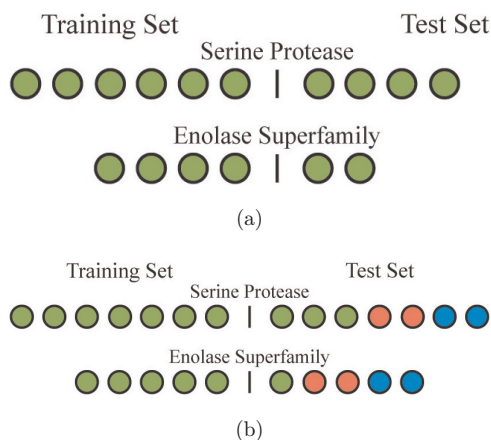 Training Set Test Set
Serine Protease
Enolase Superfamily
(a)
Training Set Test Set
Serine Protease
Enolase Superfamily
(b)